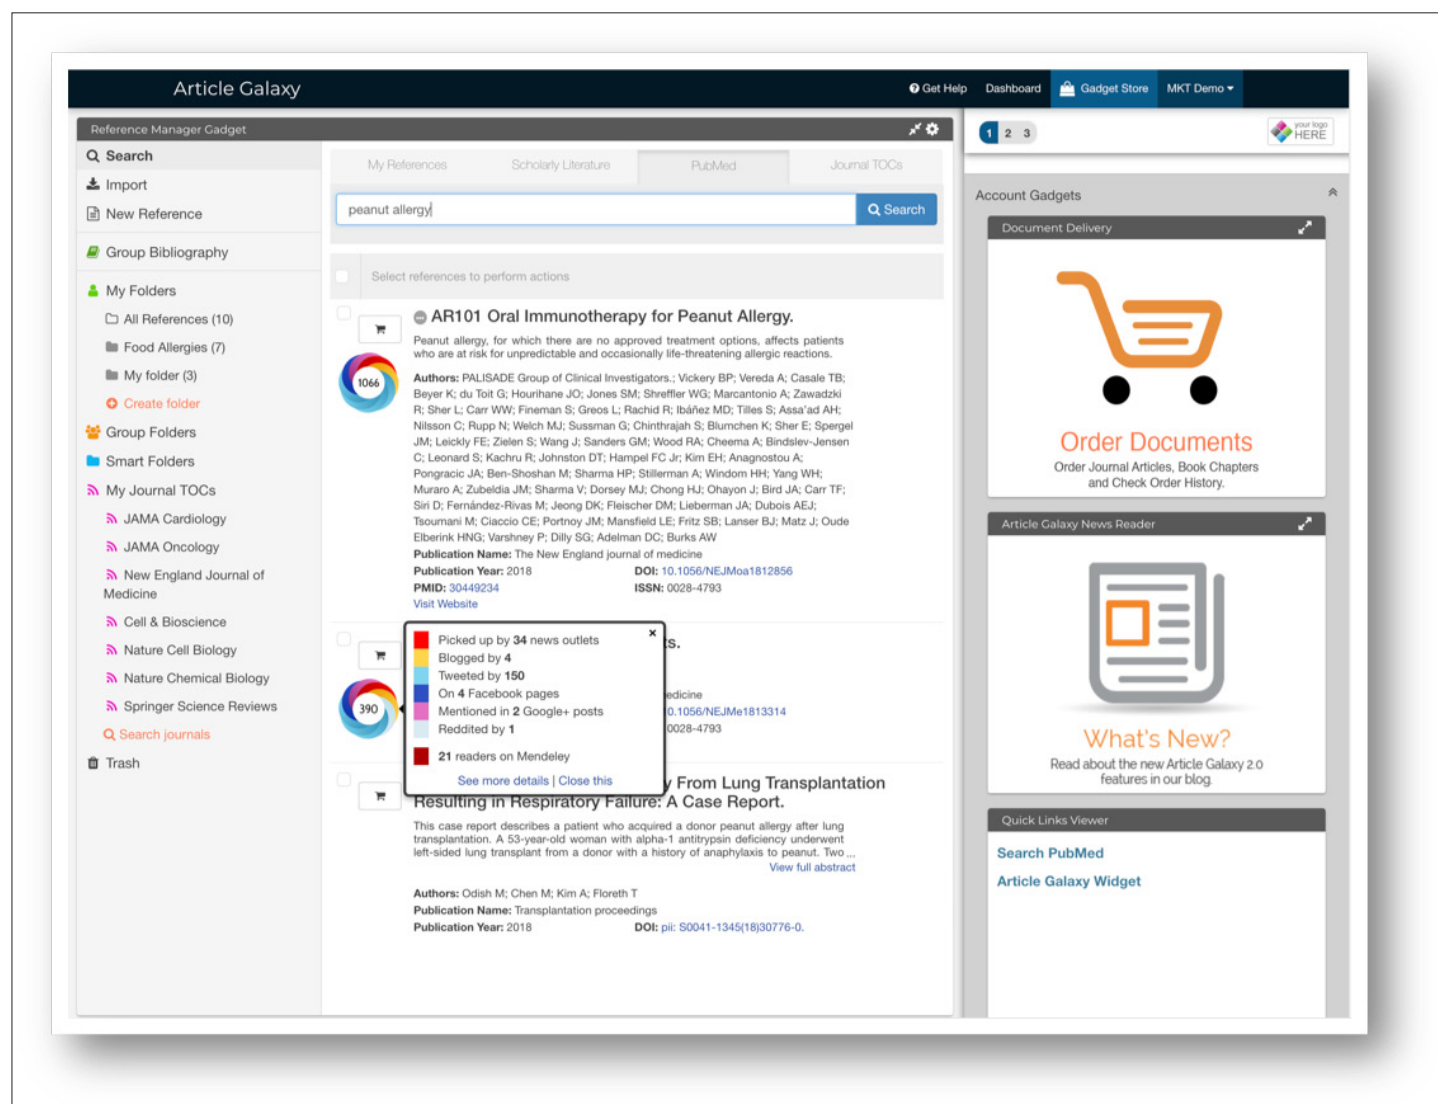 Article Galaxy
Get Help Dashboard Gadget Store MKT Demo
Reference Manager Gadget
Search
Import
New Reference
Group Bibliography
My Folders
All References (10)
Food Allergies (7)
My folder (3)
Create folder
Group Folders
Smart Folders
My Journal TOCs
JAMA Cardiology
JAMA Oncology
New England Journal of
Medicine
Cell & Bioscience
Nature Cell Biology
Nature Chemical Biology
Springer Science Reviews
Search journals
Trash
My References Scholarly Literature PubMed Journal TOCs
peanut allergy Search
Select references to perform actions
AR101 Oral Immunotherapy for Peanut Allergy.
Peanut allergy, for which there are no approved treatment options, affects patients
who are at risk for unpredictable and occasionally life-threatening allergic reactions.
1066
Authors: PALISADE Group of Clinical Investigators.; Vickery BP; Vereda A; Casale TB;
Beyer K; du Toit G; Hourihane JO; Jones SM; Shreffler WG; Marcantonio A; Zawadzki
R; Sher L; Carr WW; Fineman S; Greos L; Rachid R; Ibáñez MD; Tilles S; Assa'ad AH;
Nilsson C; Rupp N; Welch MJ; Sussman G; Chinthrajah S; Blumchen K; Sher E; Spergel
JM; Leickly FE; Zielen S; Wang J; Sanders GM; Wood RA; Cheema A; Bindslev-Jensen
C; Leonard S; Kachru R; Johnston DT; Hampel FC Jr; Kim EH; Anagnostou A;
Pongracic JA; Ben-Shoshan M; Sharma HP; Stillerman A; Windom HH; Yang WH;
Muraro A; Zubeldia JM; Sharma V; Dorsey MJ; Chong HJ; Ohayon J; Bird JA; Carr TF;
Siri D; Fernández-Rivas M; Jeong DK; Fleischer DM; Lieberman JA; Dubois AEJ;
Tsoumani M; Ciaccio CE; Portnoy JM; Mansfield LE; Fritz SB; Lanser BJ; Matz J; Oude
Elberink HNG; Varshney P; Dilly SG; Adelman DC; Burks AW
Publication Name: The New England journal of medicine
Publication Year: 2018 DOI: 10.1056/NEJMoa1812856
PMID: 30449234 ISSN: 0028-4793
Visit Website
ts.
edicine
0.1056/NEJMe1813314
0028-4793
390
Picked up by 34 news outlets
Blogged by 4
Tweeted by 150
On 4 Facebook pages
Mentioned in 2 Google+ posts
Reddited by 1
21 readers on Mendeley
See more details | Close this
y From Lung Transplantation
Resulting in Respiratory Failure: A Case Report.
This case report describes a patient who acquired a donor peanut allergy after lung
transplantation. A 53-year-old woman with alpha-1 antitrypsin deficiency underwent
left-sided lung transplant from a donor with a history of anaphylaxis to peanut. Two ...
View full abstract
Authors: Odish M; Chen M; Kim A; Floreth T
Publication Name: Transplantation proceedings
Publication Year: 2018 DOI: pii: S0041-1345(18)30776-0.
1 2 3
your logo
HERE
Account Gadgets
Document Delivery
Order Documents
Order Journal Articles, Book Chapters
and Check Order History.
Article Galaxy News Reader
What's New?
Read about the new Article Galaxy 2.0
features in our blog.
Quick Links Viewer
Search PubMed
Article Galaxy Widget